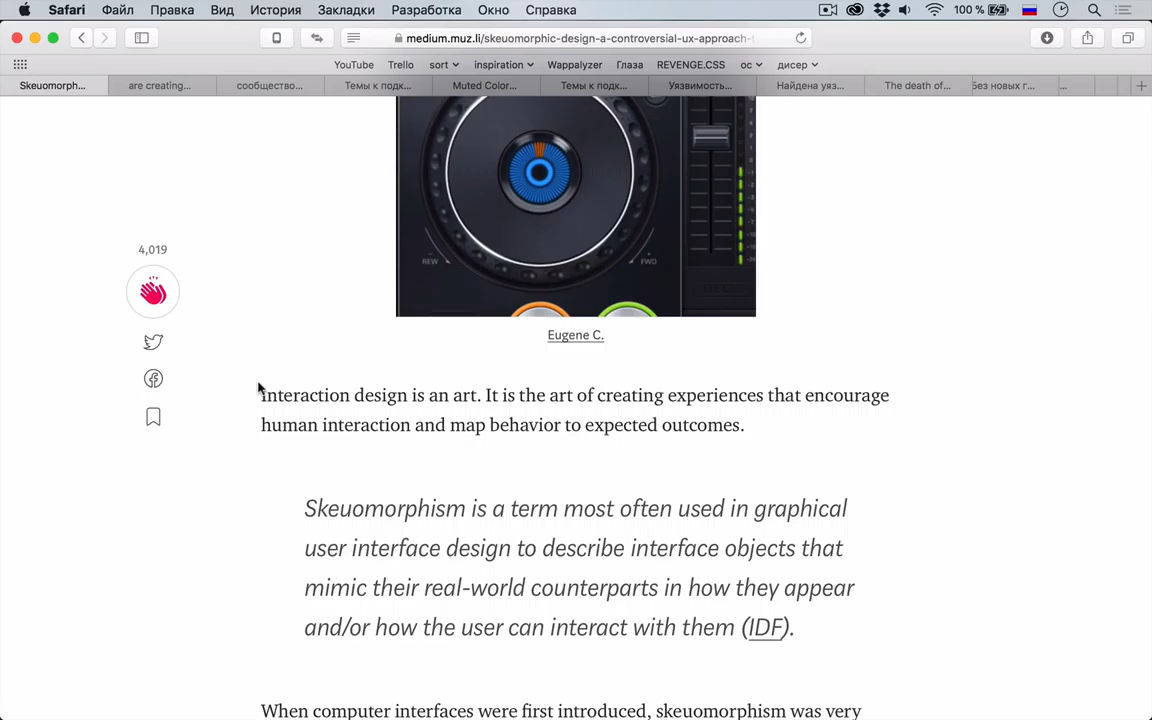 Safari Файл Правка Вид История Закладки Разработка Окно Справка 100 %
medium.muz.li/skeuomorphic-design-a-controversial-ux-approach-
YouTube Trello sort inspiration Wappalyzer Глаза REVENGE.CSS ос дисер
Skeuomorph... are creating... сообщество... Темы к подк... Muted Color... Темы к подк... Уязвимость... Найдена уяз... The death of... Без новых г... ...
REW FWD
4,019
Eugene C.
Interaction design is an art. It is the art of creating experiences that encourage
human interaction and map behavior to expected outcomes.
Skeuomorphism is a term most often used in graphical
user interface design to describe interface objects that
mimic their real-world counterparts in how they appear
and/or how the user can interact with them (IDF).
When computer interfaces were first introduced, skeuomorphism was very